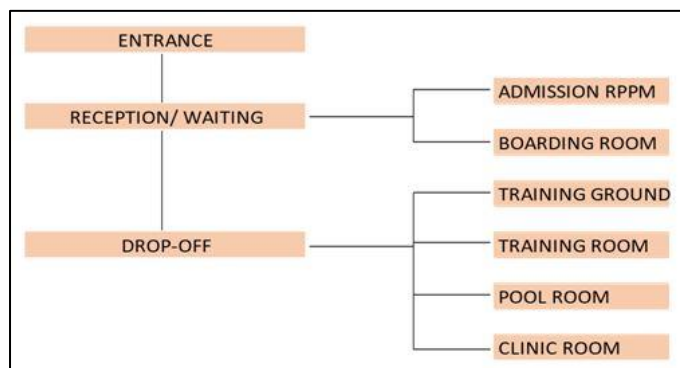 ENTRANCE
RECEPTION/ WAITING
DROP-OFF
ADMISSION RPPM
BOARDING ROOM
TRAINING GROUND
TRAINING ROOM
POOL ROOM
CLINIC ROOM